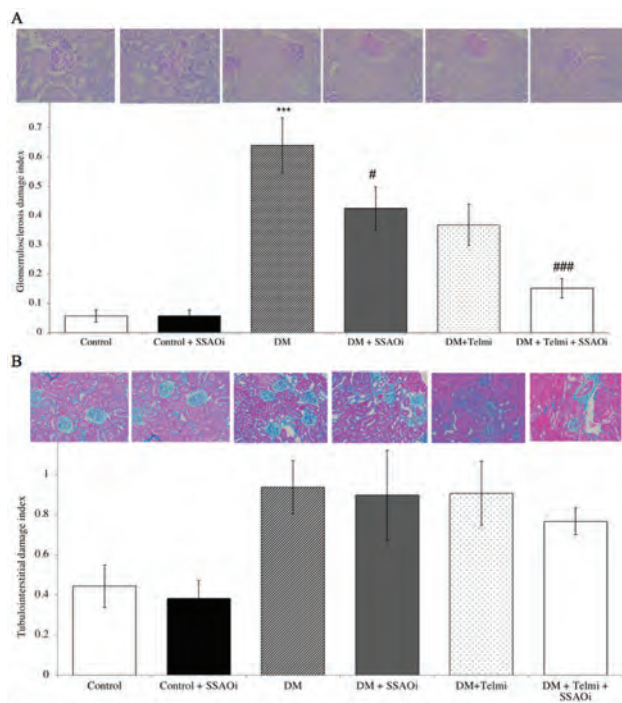 A
***
0.7
0.6
#
0.5
0.4
0.3
###
0.2
0.1
0
Glomerrulosclerosis damage index
Control
Control + SSAOi
DM
DM + SSAOi
DM+Telmi
DM + Telmi + SSAOi
B
1
0.8
0.6
0.4
0.2
0
Tubulointerstitial damage index
Control
Control + SSAOi
DM
DM + SSAOi
DM+Telmi
DM + Telmi +
SSAOi